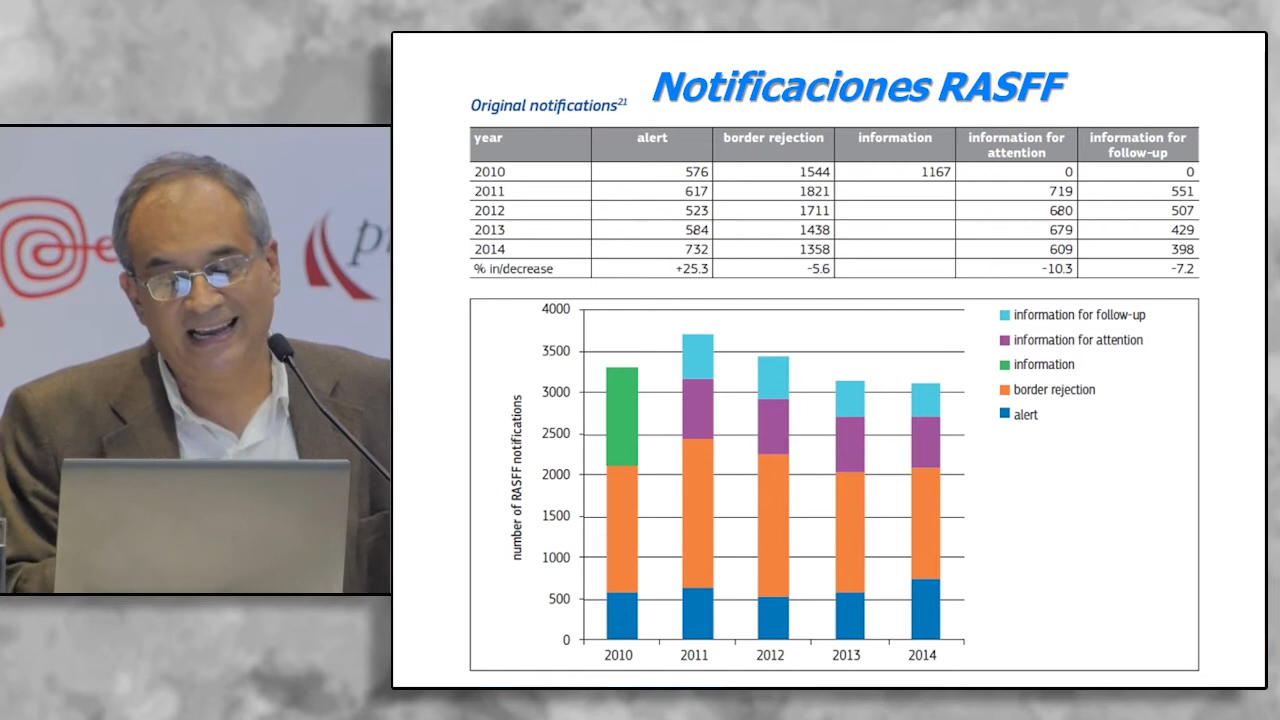 Notificaciones RASFF
Original notifications21
year alert border rejection information information for attention information for follow-up
2010 576 1544 1167 0 0
2011 617 1821 719 551
2012 523 1711 680 507
2013 584 1438 679 429
2014 732 1358 609 398
% in/decrease +25.3 -5.6 -10.3 -7.2
number of RASFF notifications
4000
3500
3000
2500
2000
1500
1000
500
0
2010 2011 2012 2013 2014
information for follow-up
information for attention
information
border rejection
alert